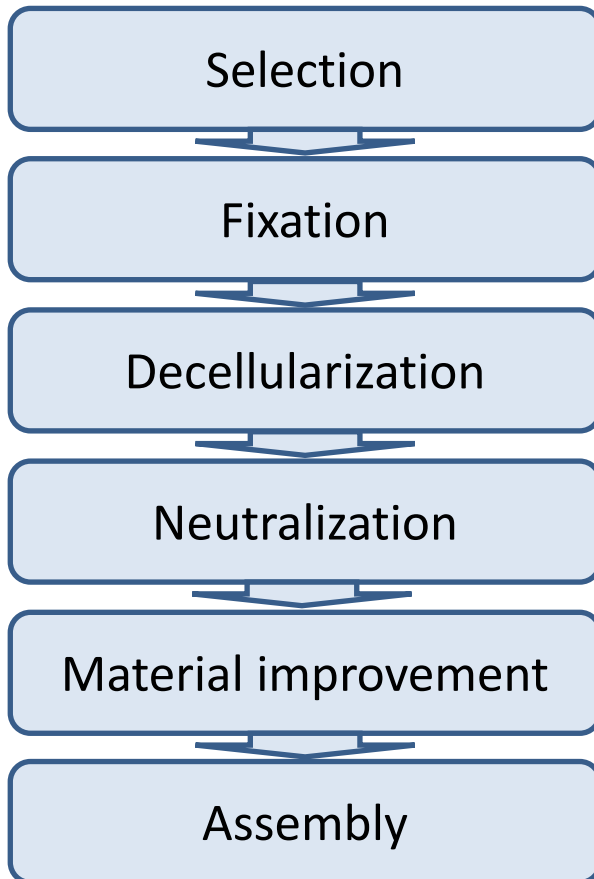 Selection
Fixation
Decellularization
Neutralization
Material improvement
Assembly